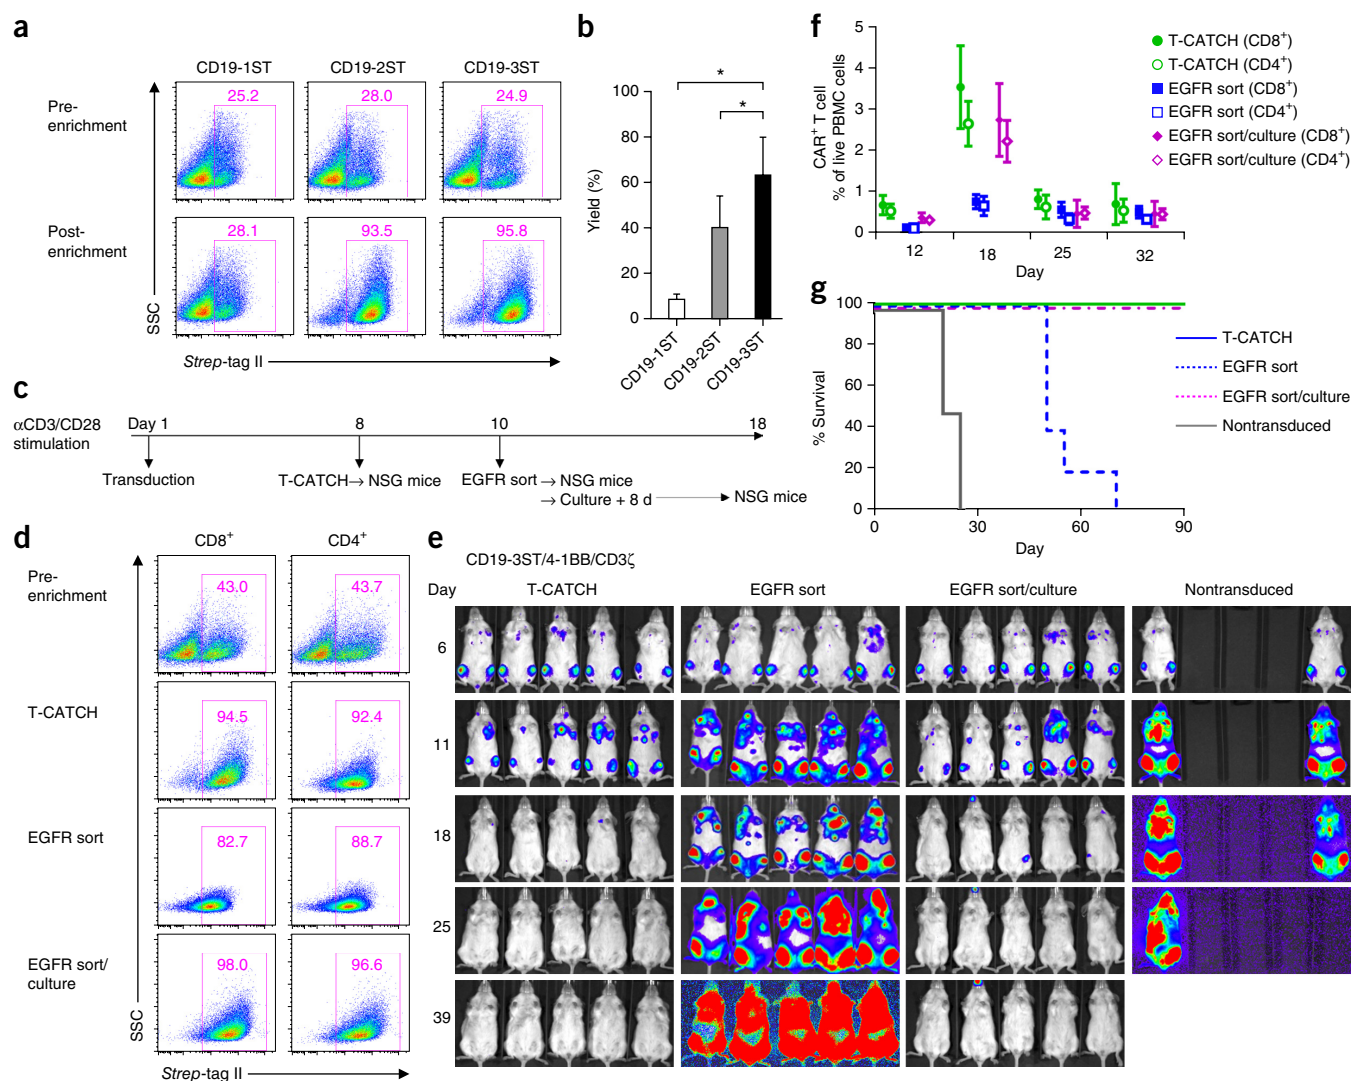 a
CD19-1ST
CD19-2ST
CD19-3ST
Pre-
enrichment
25.2
28.0
24.9
Post-
enrichment
28.1
93.5
95.8
SSC
Strep-tag II
b
*
*
100
80
60
40
20
0
Yield (%)
CD19-1ST
CD19-2ST
CD19-3ST
c
αCD3/CD28
stimulation
Day 1
8
10
18
Transduction
T-CATCH → NSG mice
EGFR sort → NSG mice
→ Culture + 8 d
NSG mice
d
CD8+
CD4+
Pre-
enrichment
43.0
43.7
T-CATCH
94.5
92.4
EGFR sort
82.7
88.7
EGFR sort/
culture
98.0
96.6
SSC
Strep-tag II
e
CD19-3ST/4-1BB/CD3ζ
Day
T-CATCH
EGFR sort
EGFR sort/culture
Nontransduced
6
11
18
25
39
f
CAR+ T cell
% of live PBMC cells
5
4
3
2
1
0
12
18
25
32
Day
T-CATCH (CD8+)
T-CATCH (CD4+)
EGFR sort (CD8+)
EGFR sort (CD4+)
EGFR sort/culture (CD8+)
EGFR sort/culture (CD4+)
g
% Survival
100
80
60
40
20
0
0
30
60
90
Day
T-CATCH
EGFR sort
EGFR sort/culture
Nontransduced